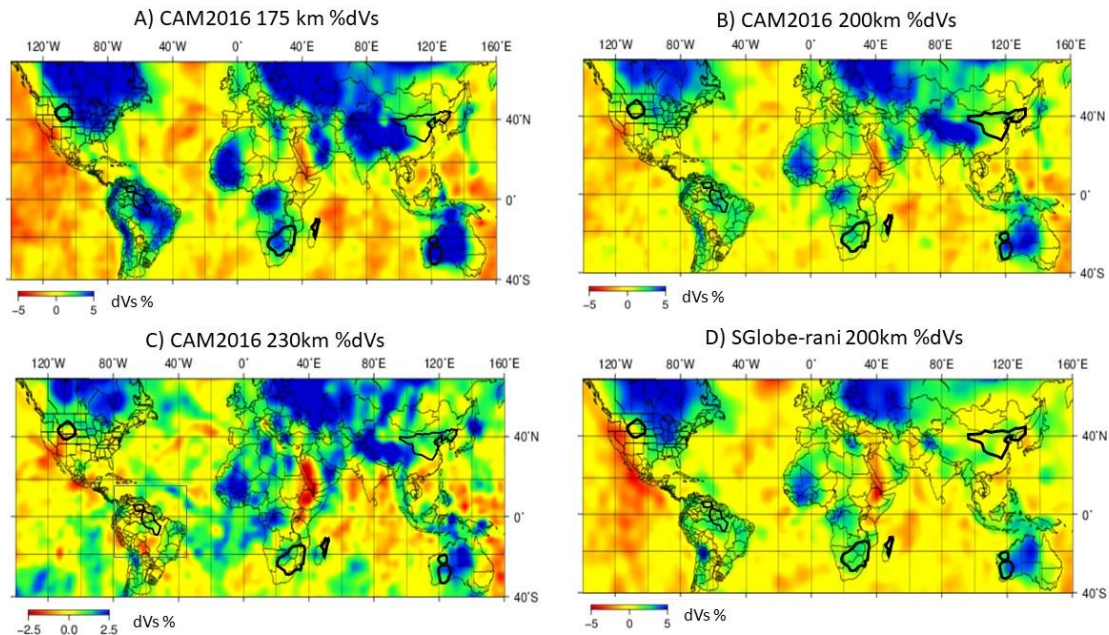 A) CAM2016 175 km %dVs
120°W 80°W 40°W 0° 40°E 80°E 120°E 160°E
40°N
0°
40°S
-5 0 5 dVs %
B) CAM2016 200km %dVs
120°W 80°W 40°W 0° 40°E 80°E 120°E 160°E
40°N
0°
40°S
-5 0 5 dVs %
C) CAM2016 230km %dVs
120°W 80°W 40°W 0° 40°E 80°E 120°E 160°E
40°N
0°
40°S
-2.5 0.0 2.5 dVs %
D) SGlobe-rani 200km %dVs
120°W 80°W 40°W 0° 40°E 80°E 120°E 160°E
40°N
0°
40°S
-5 0 5 dVs %